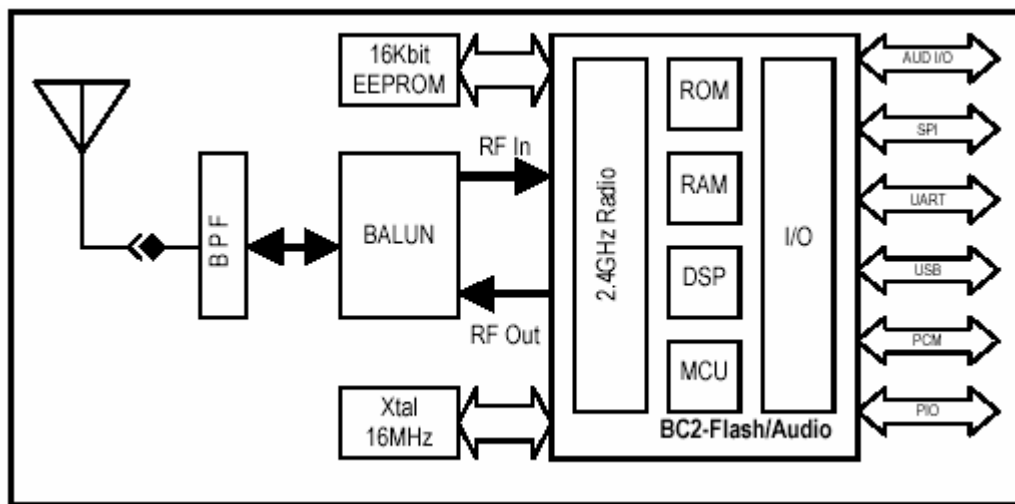 16Kbit
EEPROM
RF In
BPF
BALUN
RF Out
Xtal
16MHz
2.4GHz Radio
ROM
RAM
DSP
MCU
I/O
BC2-Flash/Audio
AUD I/O
SPI
UART
USB
PCM
PIO